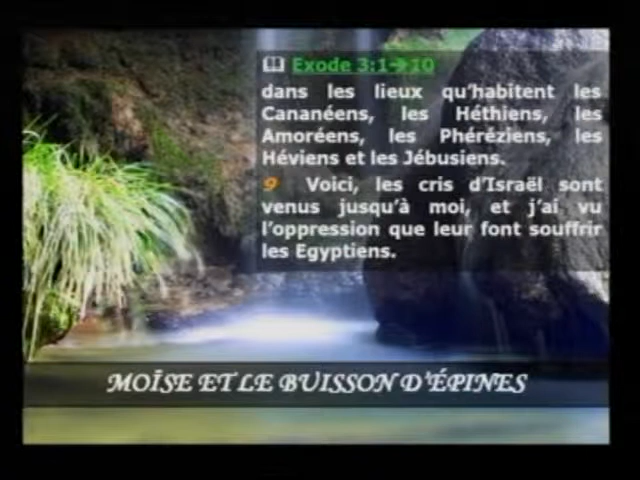 Exode 3:1→10
dans les lieux qu'habitent les
Cananéens, les Héthiens, les
Amoréens, les Phéréziens, les
Héviens et les Jébusiens.
9 Voici, les cris d'Israël sont
venus jusqu'à moi, et j'ai vu
l'oppression que leur font souffrir
les Egyptiens.
MOÏSE ET LE BUISSON D'ÉPINES